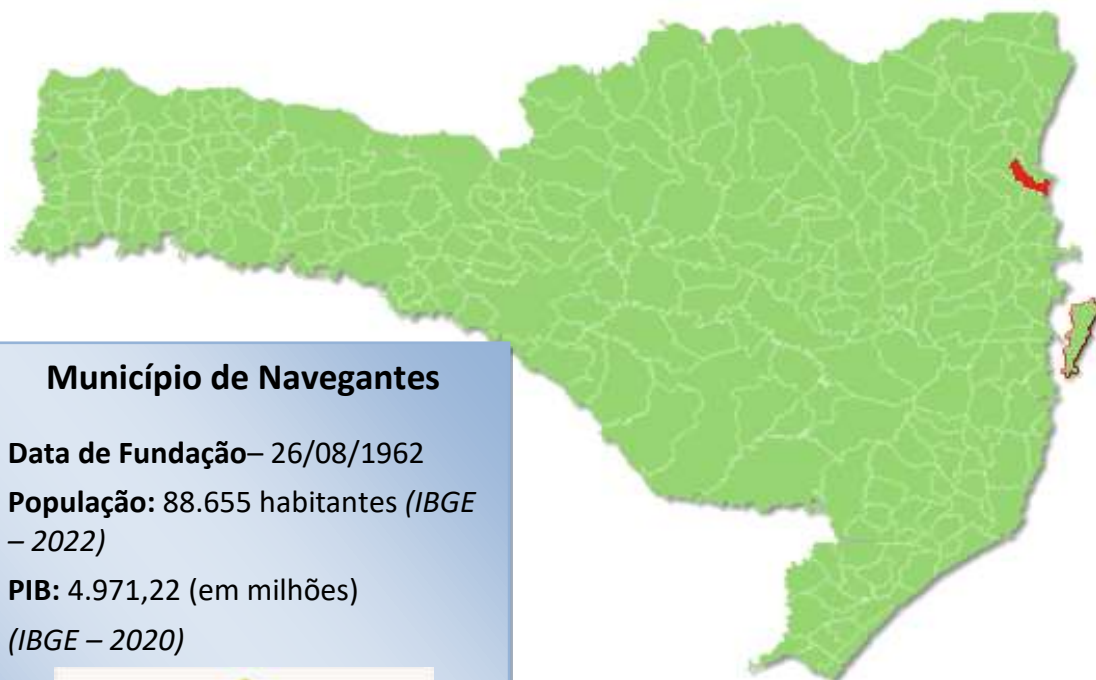 Município de Navegantes
Data de Fundação– 26/08/1962
População: 88.655 habitantes (IBGE
– 2022)
PIB: 4.971,22 (em milhões)
(IBGE – 2020)